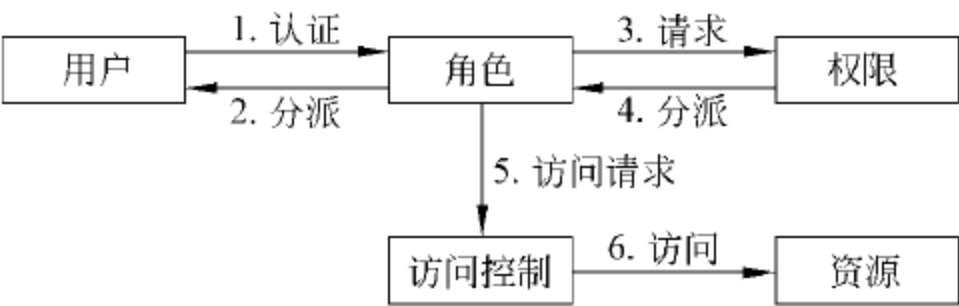 1. 认证
3. 请求
用户
角色
权限
2. 分派
4. 分派
5. 访问请求
访问控制
6. 访问
资源